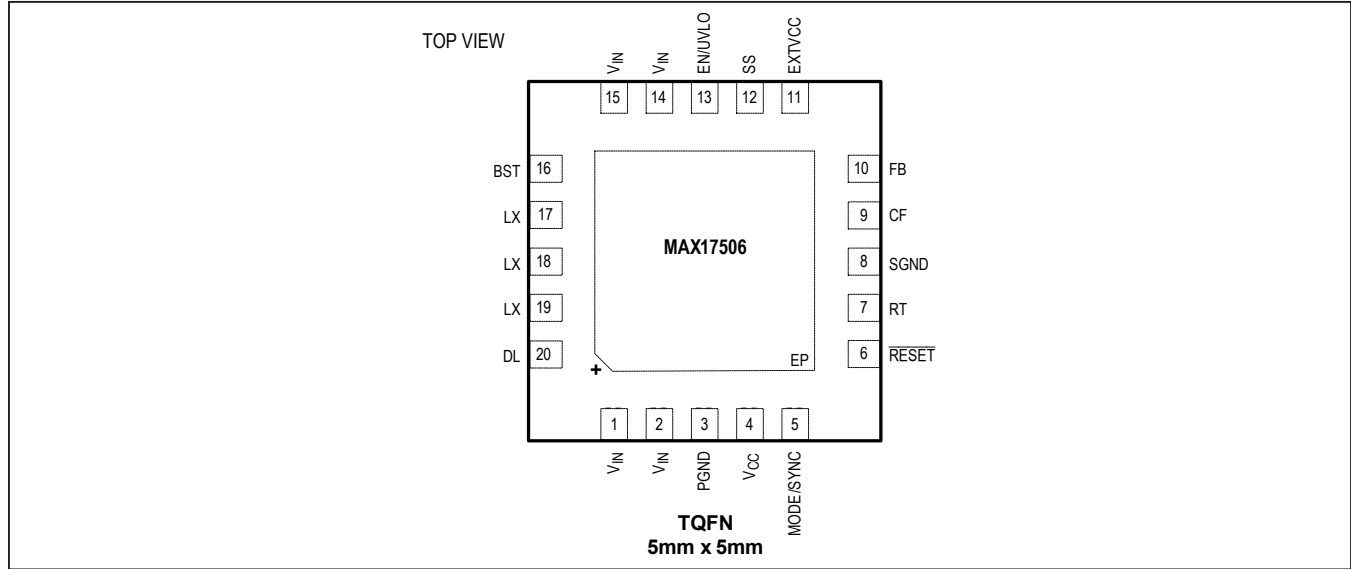 TOP VIEW
VIN
VIN
EN/UVLO
SS
EXTVCC
15
14
13
12
11
BST 16
10 FB
LX 17
9 CF
MAX17506
LX 18
8 SGND
LX 19
7 RT
DL 20
6 RESET
EP
+
1
2
3
4
5
VIN
VIN
PGND
VCC
MODE/SYNC
TQFN
5mm x 5mm